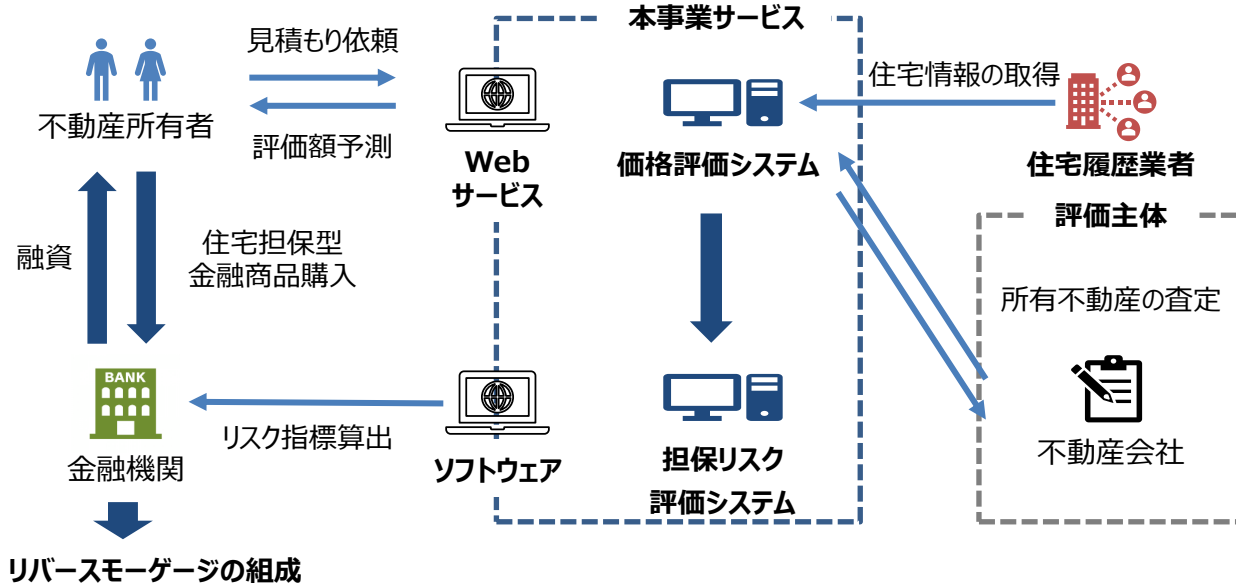 本事業サービス
見積もり依頼
不動産所有者
評価額予測
Web
サービス
価格評価システム
住宅情報の取得
住宅履歴業者
評価主体
融資
住宅担保型
金融商品購入
所有不動産の査定
BANK
金融機関
リスク指標算出
ソフトウェア
担保リスク
評価システム
不動産会社
リバースモーゲージの組成